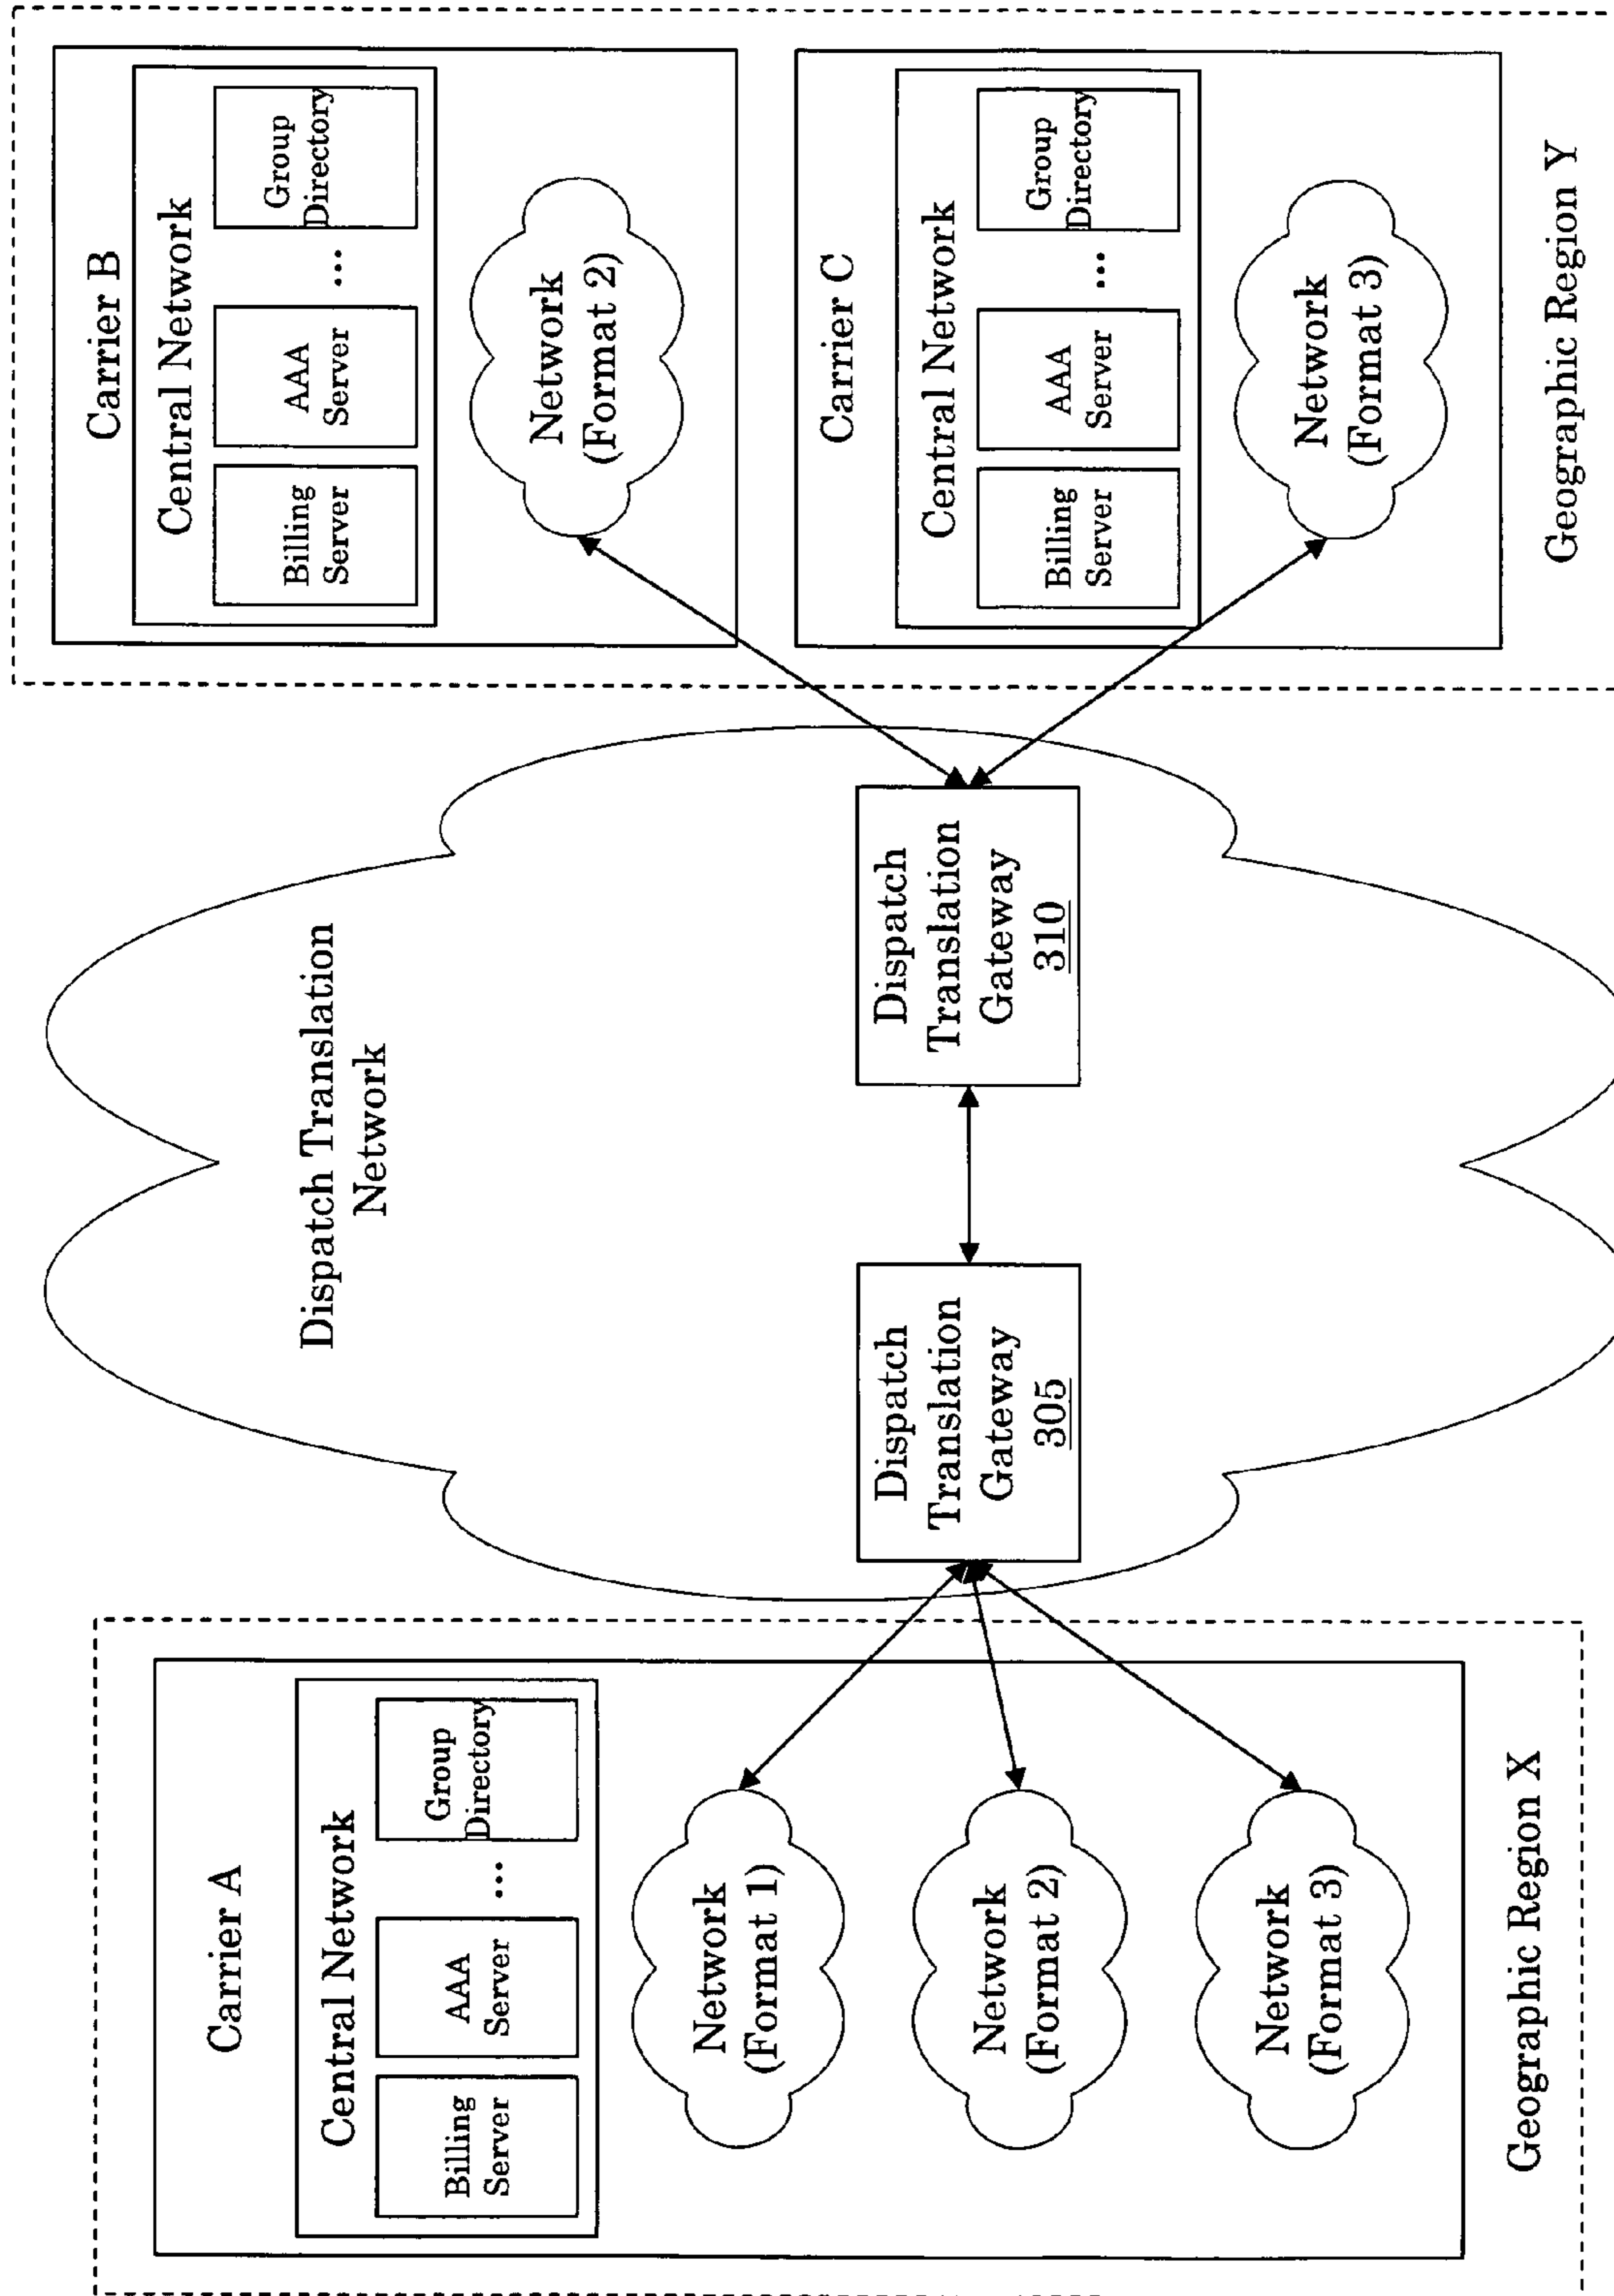 Carrier A
Central Network
Billing
Server
AAA
Server
...
Group
Directory
Network
(Format 1)
Network
(Format 2)
Network
(Format 3)
Geographic Region X
Dispatch Translation
Network
Dispatch
Translation
Gateway
305
Dispatch
Translation
Gateway
310
Carrier B
Central Network
Billing
Server
AAA
Server
...
Group
Directory
Network
(Format 2)
Carrier C
Central Network
Billing
Server
AAA
Server
...
Group
Directory
Network
(Format 3)
Geographic Region Y